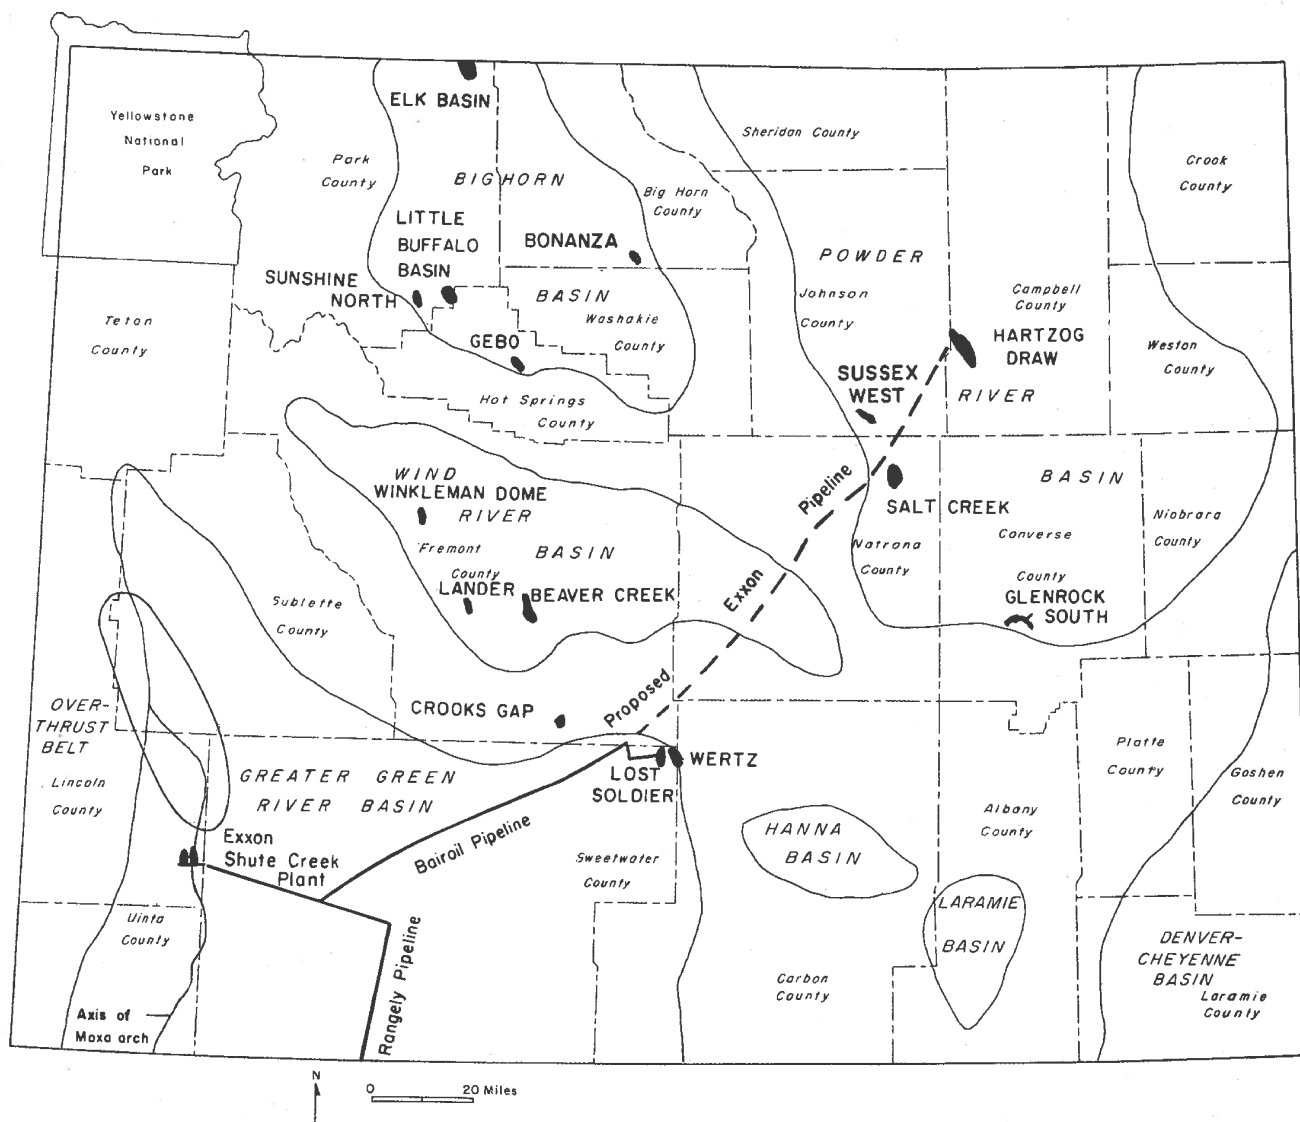 ELK BASIN
Yellowstone
National
Park
Park
County
BIGHORN
Big Horn
County
Sheridan County
Crook
County
LITTLE
BUFFALO
BASIN
BONANZA
POWDER
SUNSHINE
NORTH
BASIN
Washakie
County
Johnson
County
Campbell
County
Teton
County
GEBO
HARTZOG
DRAW
Weston
County
SUSSEX
WEST
RIVER
Hot Springs
County
WIND
WINKLEMAN DOME
RIVER
BASIN
Fremont
County
LANDER
BEAVER CREEK
BASIN
SALT CREEK
Natrona
County
Converse
County
Niobrara
County
GLENROCK
SOUTH
Sublette
County
Proposed
Exxon
Pipeline
OVER-
THRUST
BELT
CROOKS GAP
Lincoln
County
GREATER GREEN
RIVER BASIN
LOST
SOLDIER
WERTZ
Platte
County
Goshen
County
Albany
County
HANNA
BASIN
Exxon
Shute Creek
Plant
Bairoil Pipeline
Sweetwater
County
LARAMIE
BASIN
Uinta
County
Rangely Pipeline
Carbon
County
DENVER-
CHEYENNE
BASIN
Laramie
County
Axis of
Moxa arch
N
0 20 Miles